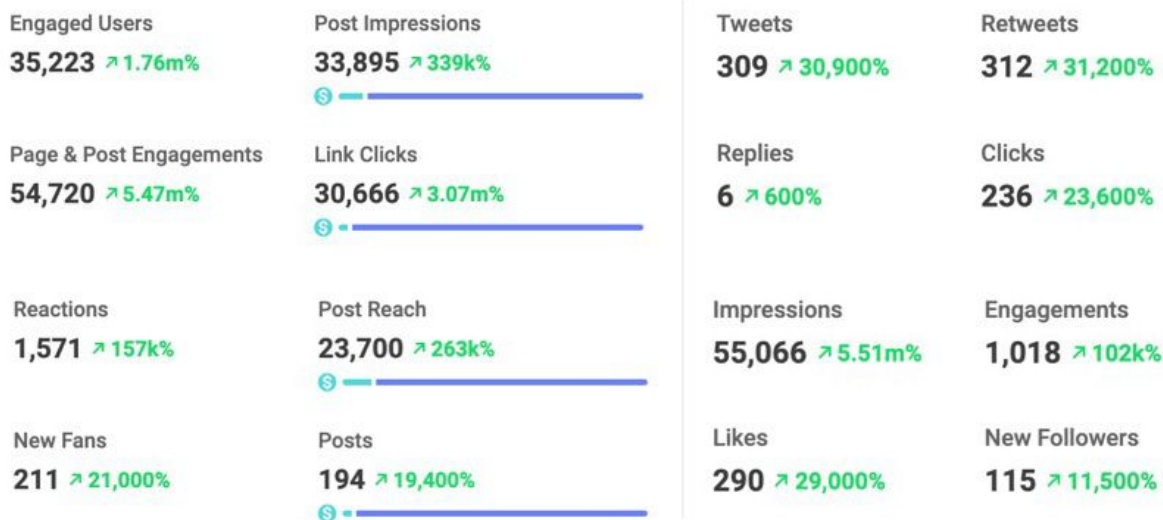 Engaged Users
35,223 ↗ 1.76m%
Post Impressions
33,895 ↗ 339k%
$
Page & Post Engagements
54,720 ↗ 5.47m%
Link Clicks
30,666 ↗ 3.07m%
$
Reactions
1,571 ↗ 157k%
Post Reach
23,700 ↗ 263k%
$
New Fans
211 ↗ 21,000%
Posts
194 ↗ 19,400%
$
Tweets
309 ↗ 30,900%
Retweets
312 ↗ 31,200%
Replies
6 ↗ 600%
Clicks
236 ↗ 23,600%
Impressions
55,066 ↗ 5.51m%
Engagements
1,018 ↗ 102k%
Likes
290 ↗ 29,000%
New Followers
115 ↗ 11,500%